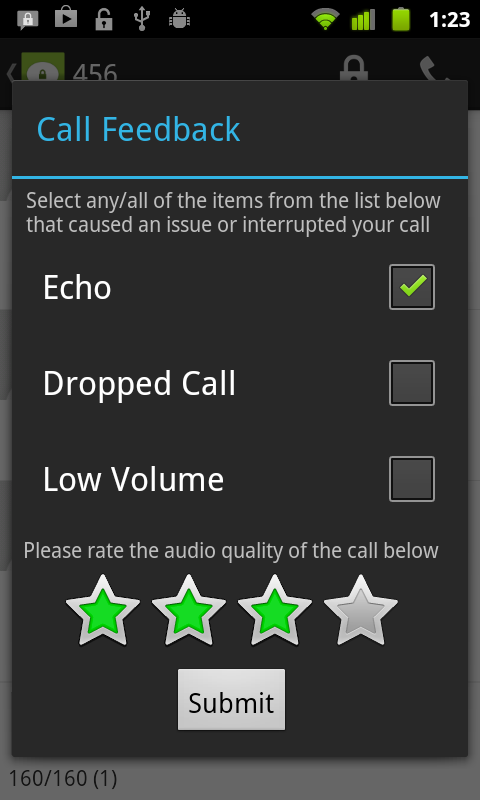 1:23
456
Call Feedback
Select any/all of the items from the list below
that caused an issue or interrupted your call
Echo
Dropped Call
Low Volume
Please rate the audio quality of the call below
Submit
160/160 (1)